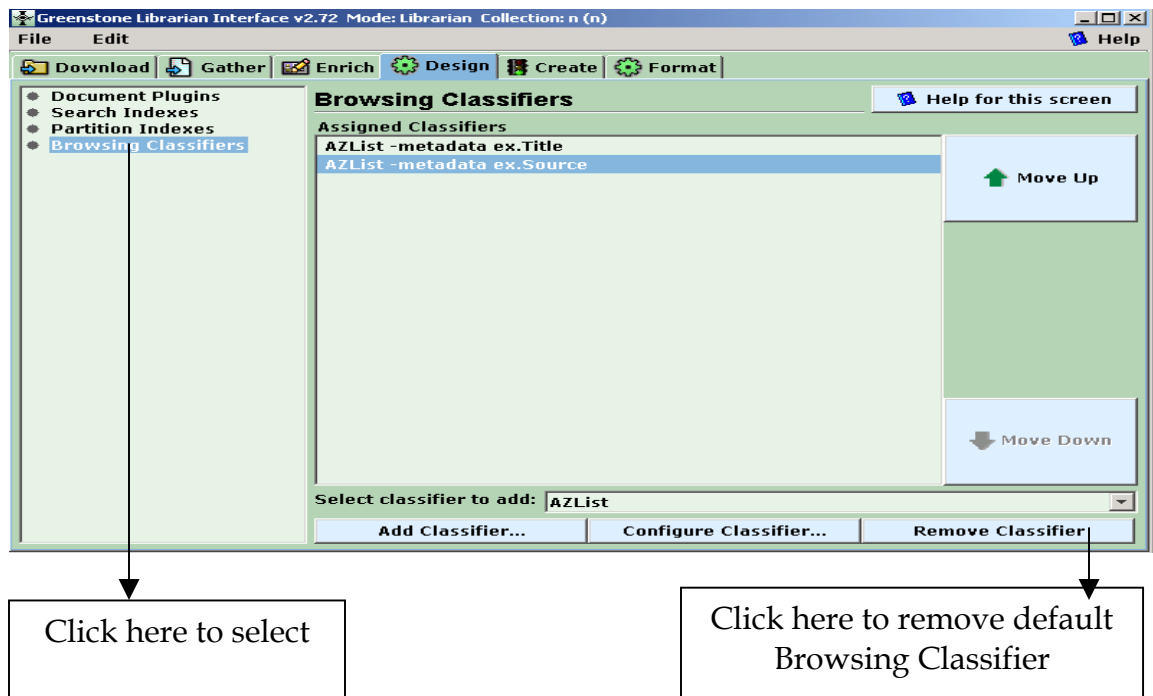 Greenstone Librarian Interface v2.72 Mode: Librarian Collection: n (n)
File Edit Help
Download Gather Enrich Design Create Format
Document Plugins
Search Indexes
Partition Indexes
Browsing Classifiers
Browsing Classifiers
Help for this screen
Assigned Classifiers
AZList -metadata ex.Title
AZList -metadata ex.Source
Move Up
Move Down
Select classifier to add: AZList
Add Classifier... Configure Classifier... Remove Classifier
Click here to select
Click here to remove default
Browsing Classifier